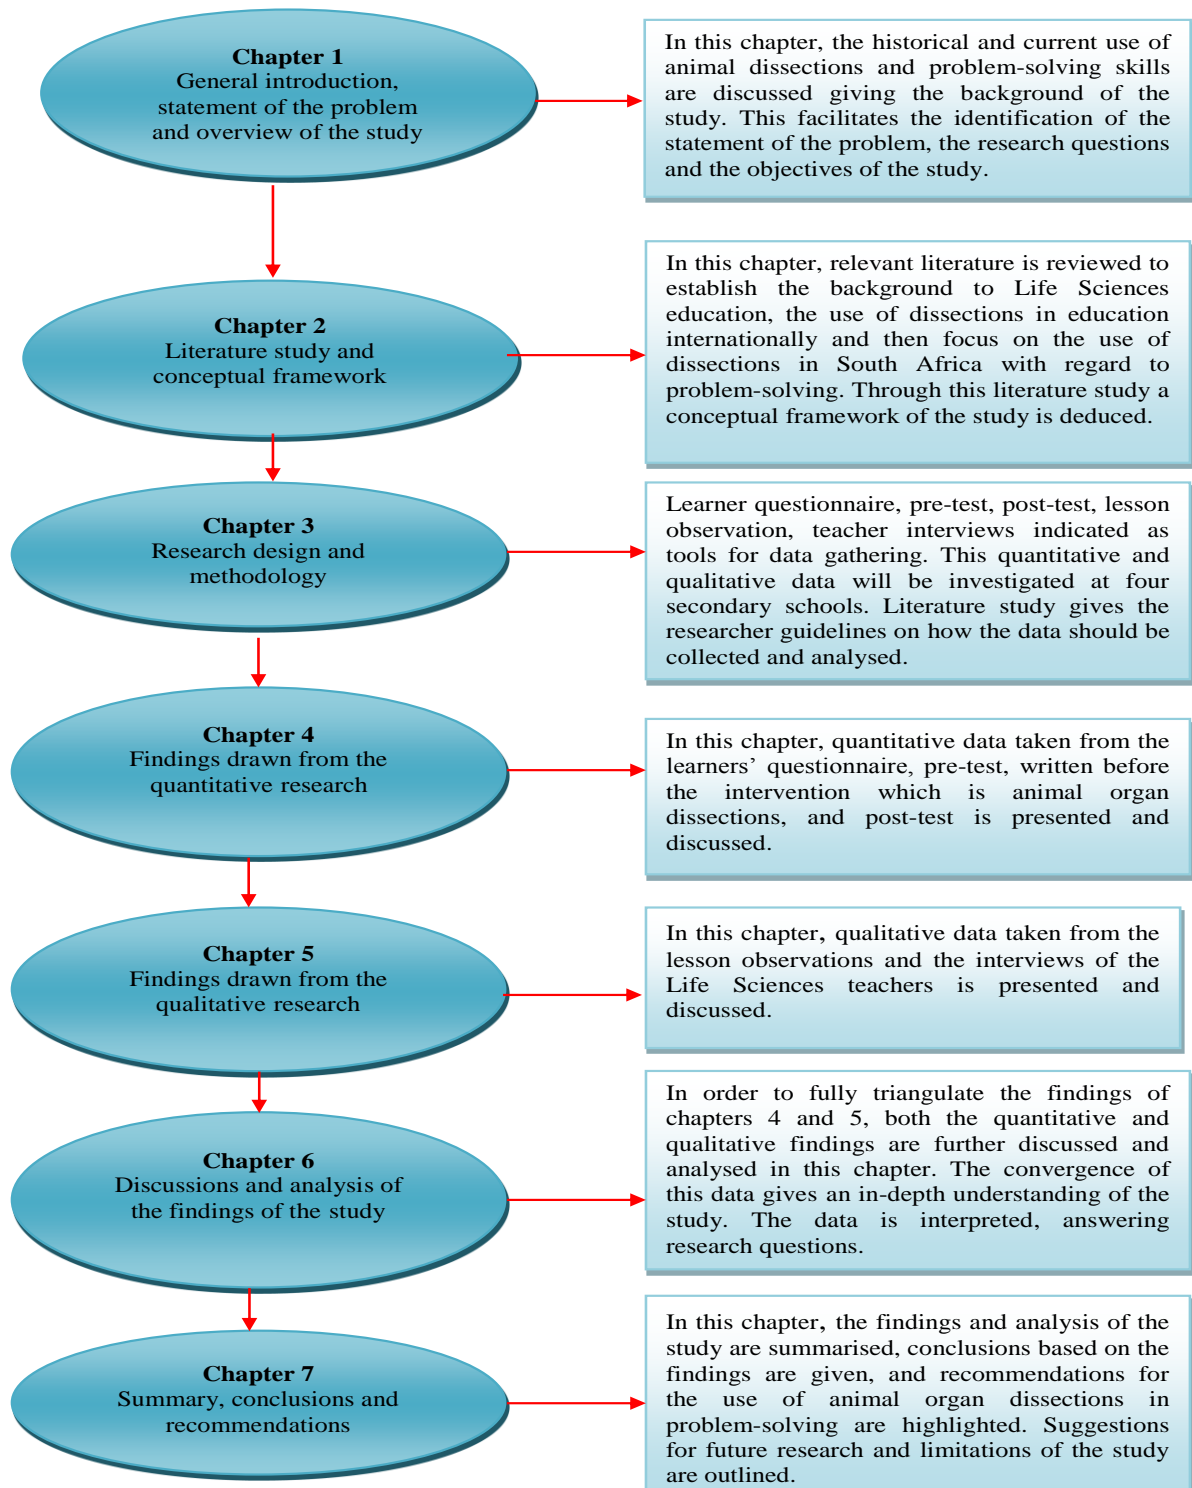 Chapter 1
General introduction,
statement of the problem
and overview of the study
In this chapter, the historical and current use of
animal dissections and problem-solving skills
are discussed giving the background of the
study. This facilitates the identification of the
statement of the problem, the research questions
and the objectives of the study.
Chapter 2
Literature study and
conceptual framework
In this chapter, relevant literature is reviewed to
establish the background to Life Sciences
education, the use of dissections in education
internationally and then focus on the use of
dissections in South Africa with regard to
problem-solving. Through this literature study a
conceptual framework of the study is deduced.
Chapter 3
Research design and
methodology
Learner questionnaire, pre-test, post-test, lesson
observation, teacher interviews indicated as
tools for data gathering. This quantitative and
qualitative data will be investigated at four
secondary schools. Literature study gives the
researcher guidelines on how the data should be
collected and analysed.
Chapter 4
Findings drawn from the
quantitative research
In this chapter, quantitative data taken from the
learners’ questionnaire, pre-test, written before
the intervention which is animal organ
dissections, and post-test is presented and
discussed.
Chapter 5
Findings drawn from the
qualitative research
In this chapter, qualitative data taken from the
lesson observations and the interviews of the
Life Sciences teachers is presented and
discussed.
Chapter 6
Discussions and analysis of
the findings of the study
In order to fully triangulate the findings of
chapters 4 and 5, both the quantitative and
qualitative findings are further discussed and
analysed in this chapter. The convergence of
this data gives an in-depth understanding of the
study. The data is interpreted, answering
research questions.
Chapter 7
Summary, conclusions and
recommendations
In this chapter, the findings and analysis of the
study are summarised, conclusions based on the
findings are given, and recommendations for
the use of animal organ dissections in
problem-solving are highlighted. Suggestions
for future research and limitations of the study
are outlined.